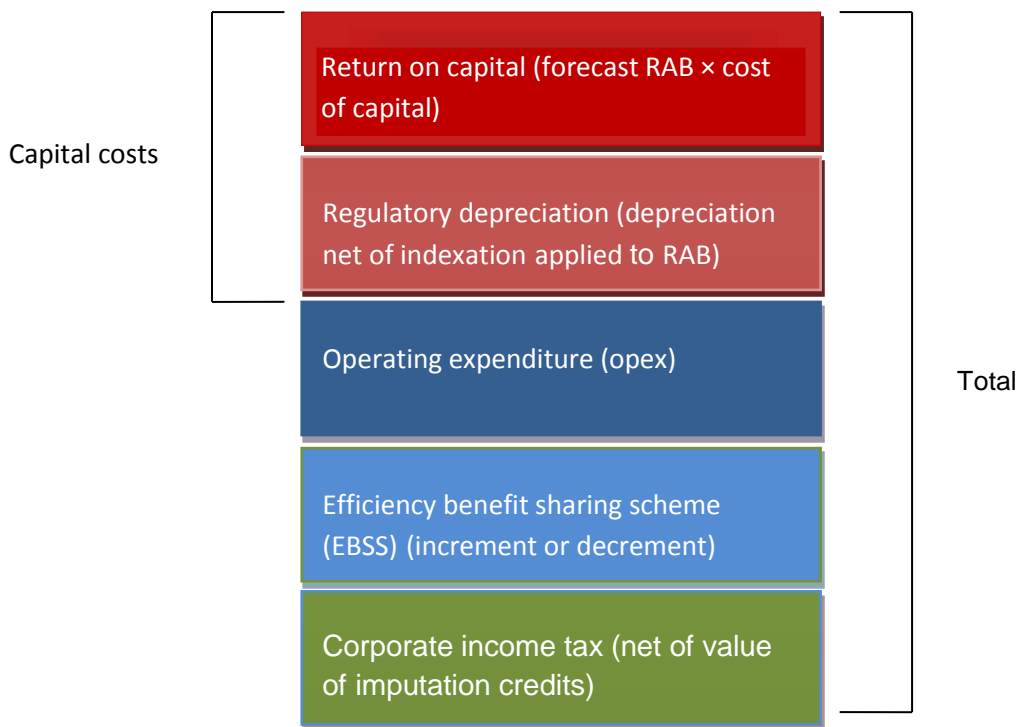 Return on capital (forecast RAB × cost
of capital)
Capital costs
Regulatory depreciation (depreciation
net of indexation applied to RAB)
Operating expenditure (opex)
Total
Efficiency benefit sharing scheme
(EBSS) (increment or decrement)
Corporate income tax (net of value
of imputation credits)